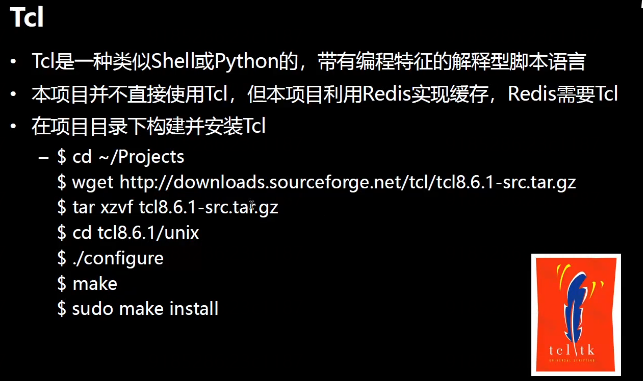 Tcl
• Tcl是一种类似Shell或Python的，带有编程特征的解释型脚本语言
• 本项目并不直接使用Tcl，但本项目利用Redis实现缓存，Redis需要Tcl
• 在项目目录下构建并安装Tcl
– $ cd ~/Projects
$ wget http://downloads.sourceforge.net/tcl/tcl8.6.1-src.tar.gz
$ tar xzvf tcl8.6.1-src.tar.gz
$ cd tcl8.6.1/unix
$ ./configure
$ make
$ sudo make install
tcl tk